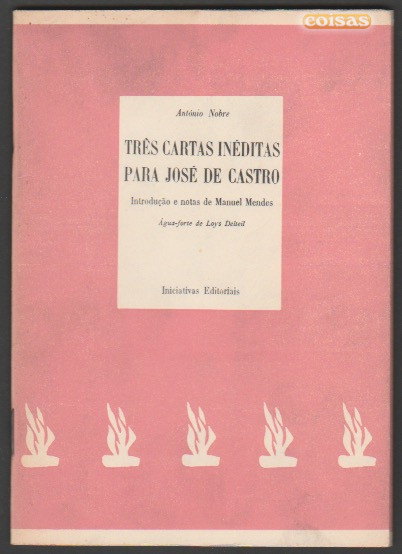 coisas
António Nobre
TRÊS CARTAS INÉDITAS
PARA JOSÉ DE CASTRO
Introdução e notas de Manuel Mendes
Água-forte de Loys Delteil
Iniciativas Editoriais